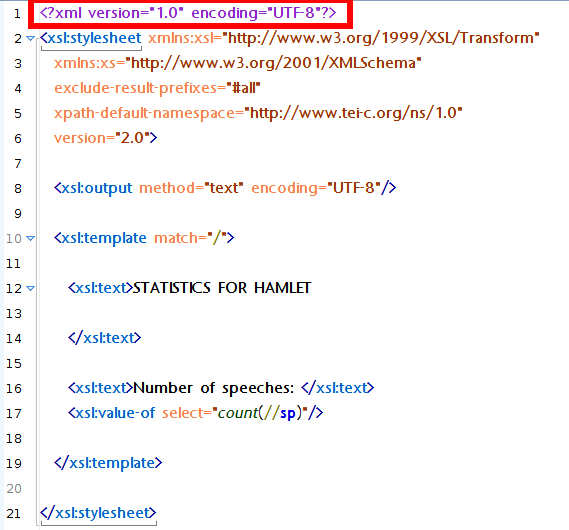 1 <?xml version="1.0" encoding="UTF-8"?>
2 <xsl:stylesheet xmlns:xsl="http://www.w3.org/1999/XSL/Transform"
3 xmlns:xs="http://www.w3.org/2001/XMLSchema"
4 exclude-result-prefixes="#all"
5 xpath-default-namespace="http://www.tei-c.org/ns/1.0"
6 version="2.0">
7
8 <xsl:output method="text" encoding="UTF-8"/>
9
10 <xsl:template match="/">
11
12 <xsl:text>STATISTICS FOR HAMLET
13
14 </xsl:text>
15
16 <xsl:text>Number of speeches: </xsl:text>
17 <xsl:value-of select="count(//sp)"/>
18
19 </xsl:template>
20
21 </xsl:stylesheet>